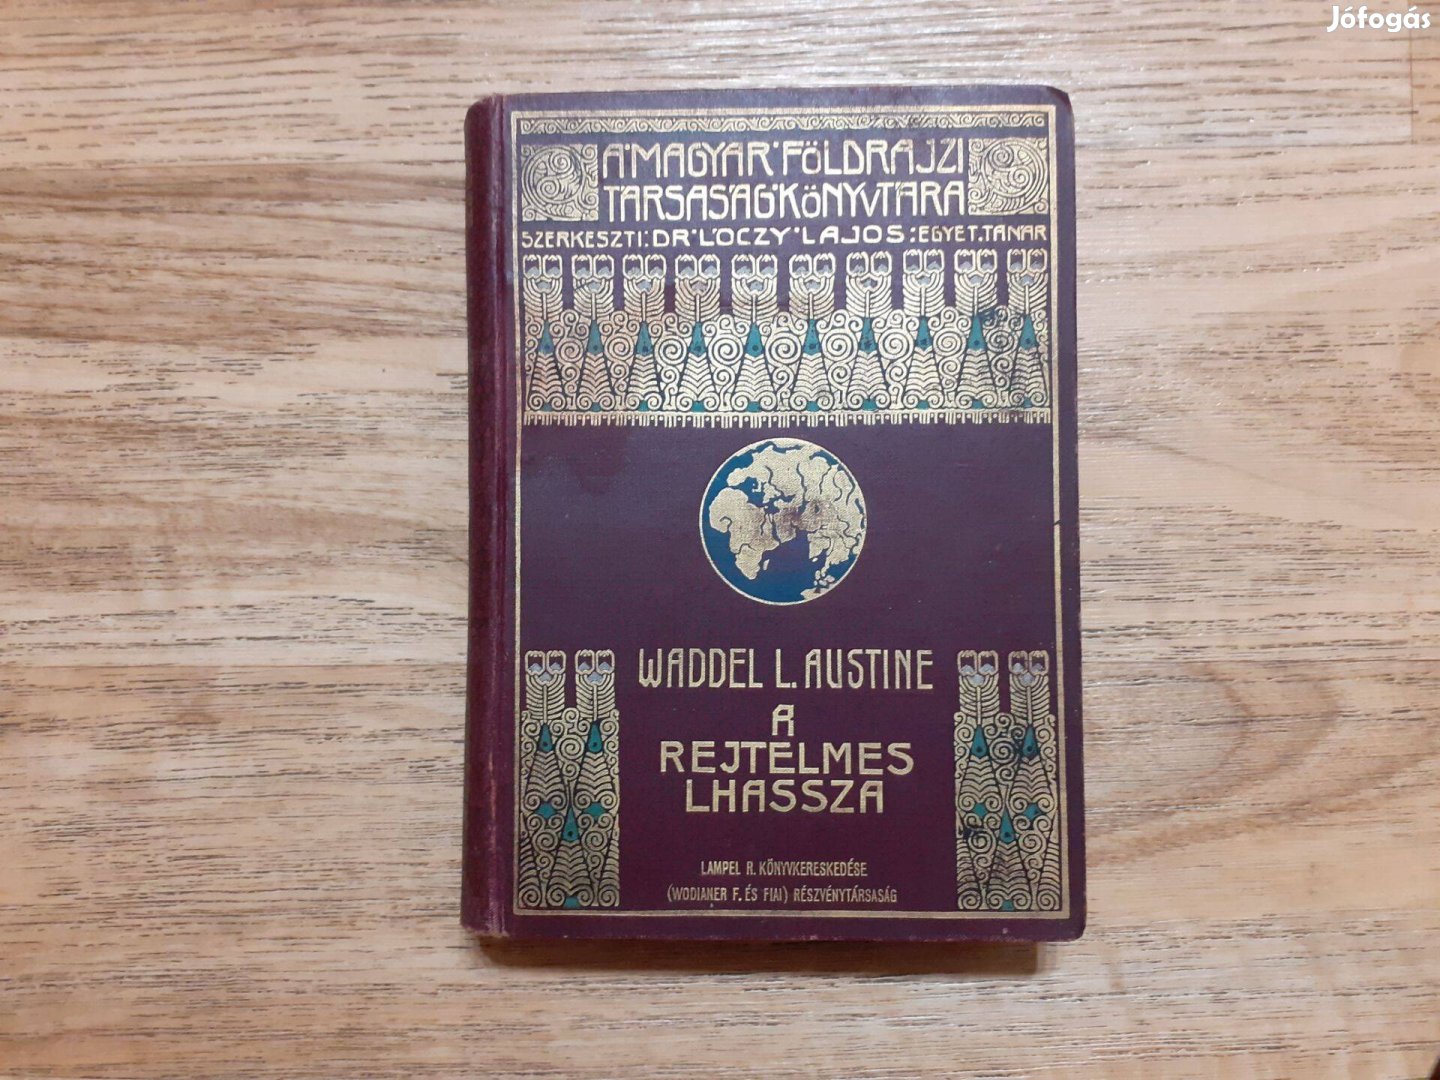 Jófogás
A·MAGYAR·FÖLDRAJZI
TÁRSASÁG·KÖNYVTÁRA
SZERKESZTI: DR·LÓCZY·LAJOS: EGYET. TANÁR
WADDEL L. AUSTINE
A
REJTELMES
LHASSZA
LAMPEL R. KÖNYVKERESKEDÉSE
(WODIANER F. ÉS FIAI) RÉSZVÉNYTÁRSASÁG